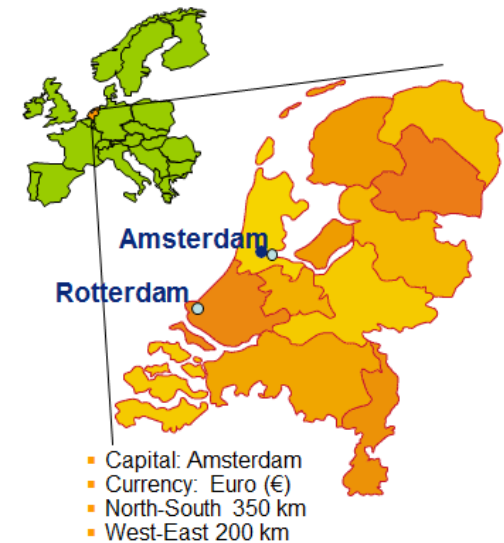 Amsterdam
Rotterdam
▪ Capital: Amsterdam
▪ Currency: Euro (€)
▪ North-South 350 km
▪ West-East 200 km